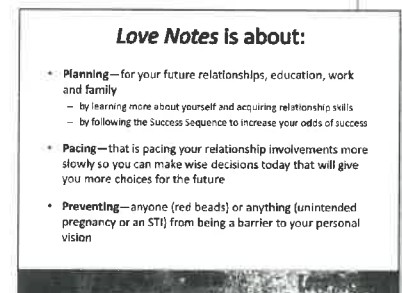 Love Notes is about:
• Planning—for your future relationships, education, work
and family
– by learning more about yourself and acquiring relationship skills
– by following the Success Sequence to increase your odds of success
• Pacing—that is pacing your relationship involvements more
slowly so you can make wise decisions today that will give
you more choices for the future
• Preventing—anyone (red beads) or anything (unintended
pregnancy or an STI) from being a barrier to your personal
vision